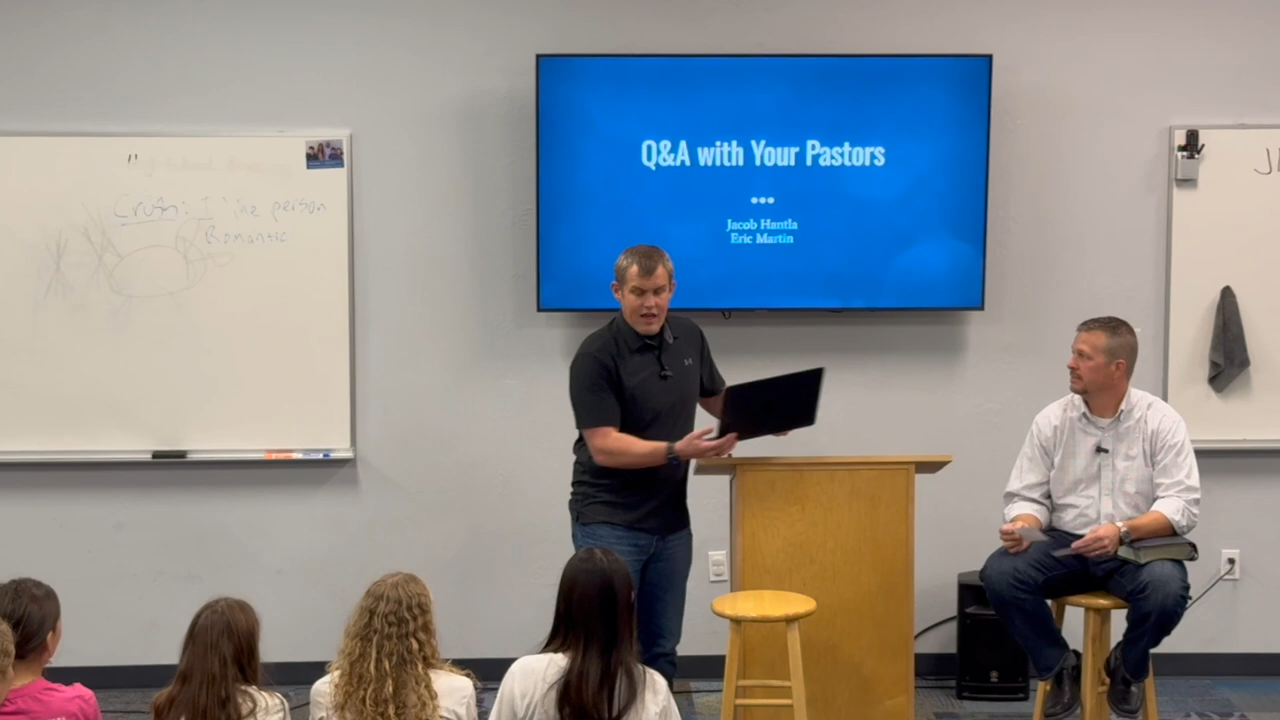 Q&A with Your Pastors
Jacob Hantla
Eric Martin
Crush: I like person
Romantic